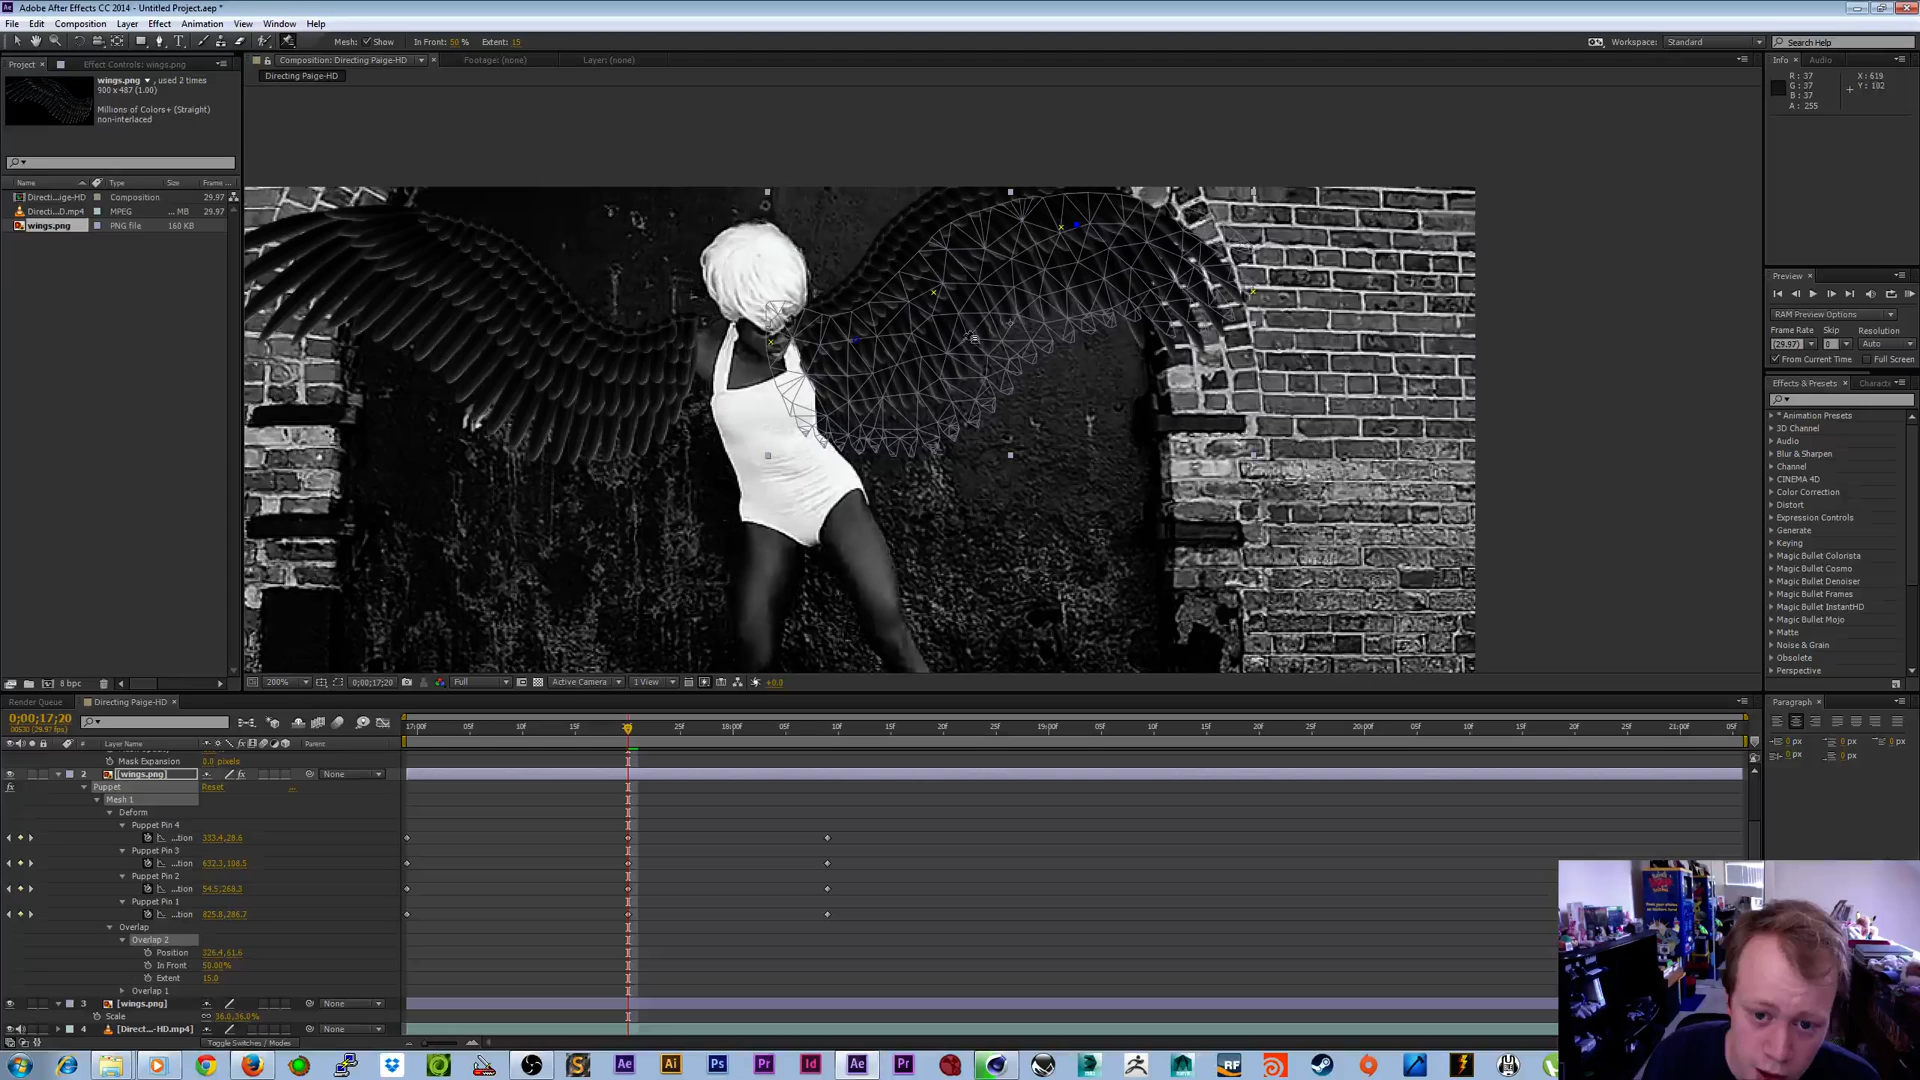 Adobe After Effects CC 2014 - Untitled Project.aep *
File Edit Composition Layer Effect Animation View Window Help
Mesh: Show In Front: 50 % Extent: 15
Workspace: Standard
Search Help
Project Effect Controls: wings.png
Composition: Directing Paige-HD
Footage: (none)
Layer: (none)
Directing Paige-HD
wings.png , used 2 times
900 x 487 (1.00)
Millions of Colors+ (Straight)
non-interlaced
Name Type Size Frame ...
Directi...ige-HD Composition 29.97
Directi...D.mp4 MPEG ... MB 29.97
wings.png PNG file 160 KB
8 bpc
200% 0;00;17;20 Full Active Camera 1 View +0.0
Info Audio
R : 37
G : 37
B : 37
A : 255
X : 619
Y : 102
Preview
RAM Preview Options
Frame Rate Skip Resolution
(29.97) 0 Auto
From Current Time Full Screen
Effects & Presets Charact
* Animation Presets
3D Channel
Audio
Blur & Sharpen
Channel
CINEMA 4D
Color Correction
Distort
Expression Controls
Generate
Keying
Magic Bullet Colorista
Magic Bullet Cosmo
Magic Bullet Denoiser
Magic Bullet Frames
Magic Bullet InstantHD
Magic Bullet Mojo
Matte
Noise & Grain
Obsolete
Perspective
Paragraph
0 px 0 px 0 px
0 px 0 px
Render Queue Directing Paige-HD
0;00;17;20
00530 (29.97 fps)
17:00f 05f 10f 15f 25f 18:00f 05f 10f 15f 20f 25f 19:00f 05f 10f 15f 20f 25f 20:00f 05f 10f 15f 20f 25f 21:00f 05f
# Layer Name Parent
Mask Expansion 0.0 pixels
2 [wings.png] None
Puppet Reset ...
Mesh 1
Deform
Puppet Pin 4
...tion 333.4,28.6
Puppet Pin 3
...tion 632.3,108.5
Puppet Pin 2
...tion 54.5,268.3
Puppet Pin 1
...tion 825.8,286.7
Overlap
Overlap 2
Position 326.4,61.6
In Front 50.00%
Extent 15.0
Overlap 1
3 [wings.png] None
Scale 36.0,36.0%
4 [Direct...-HD.mp4] None
Toggle Switches / Modes
Ae Ai Ps Pr Id Ae Pr RF